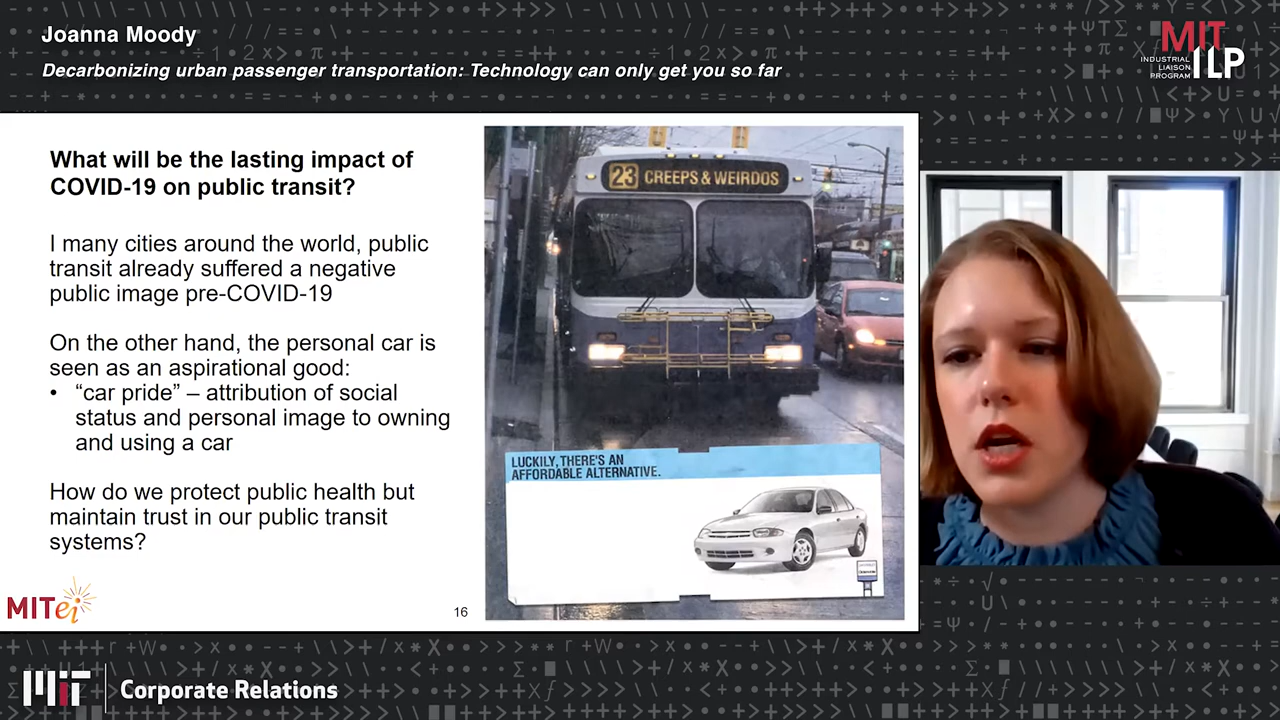 Joanna Moody
Decarbonizing urban passenger transportation: Technology can only get you so far
MIT
INDUSTRIAL
LIAISON
PROGRAM
ILP
What will be the lasting impact of
COVID-19 on public transit?
I many cities around the world, public
transit already suffered a negative
public image pre-COVID-19
On the other hand, the personal car is
seen as an aspirational good:
• “car pride” – attribution of social
status and personal image to owning
and using a car
How do we protect public health but
maintain trust in our public transit
systems?
MITei
16
23 CREEPS & WEIRDOS
LUCKILY, THERE'S AN
AFFORDABLE ALTERNATIVE.
MIT
Corporate Relations